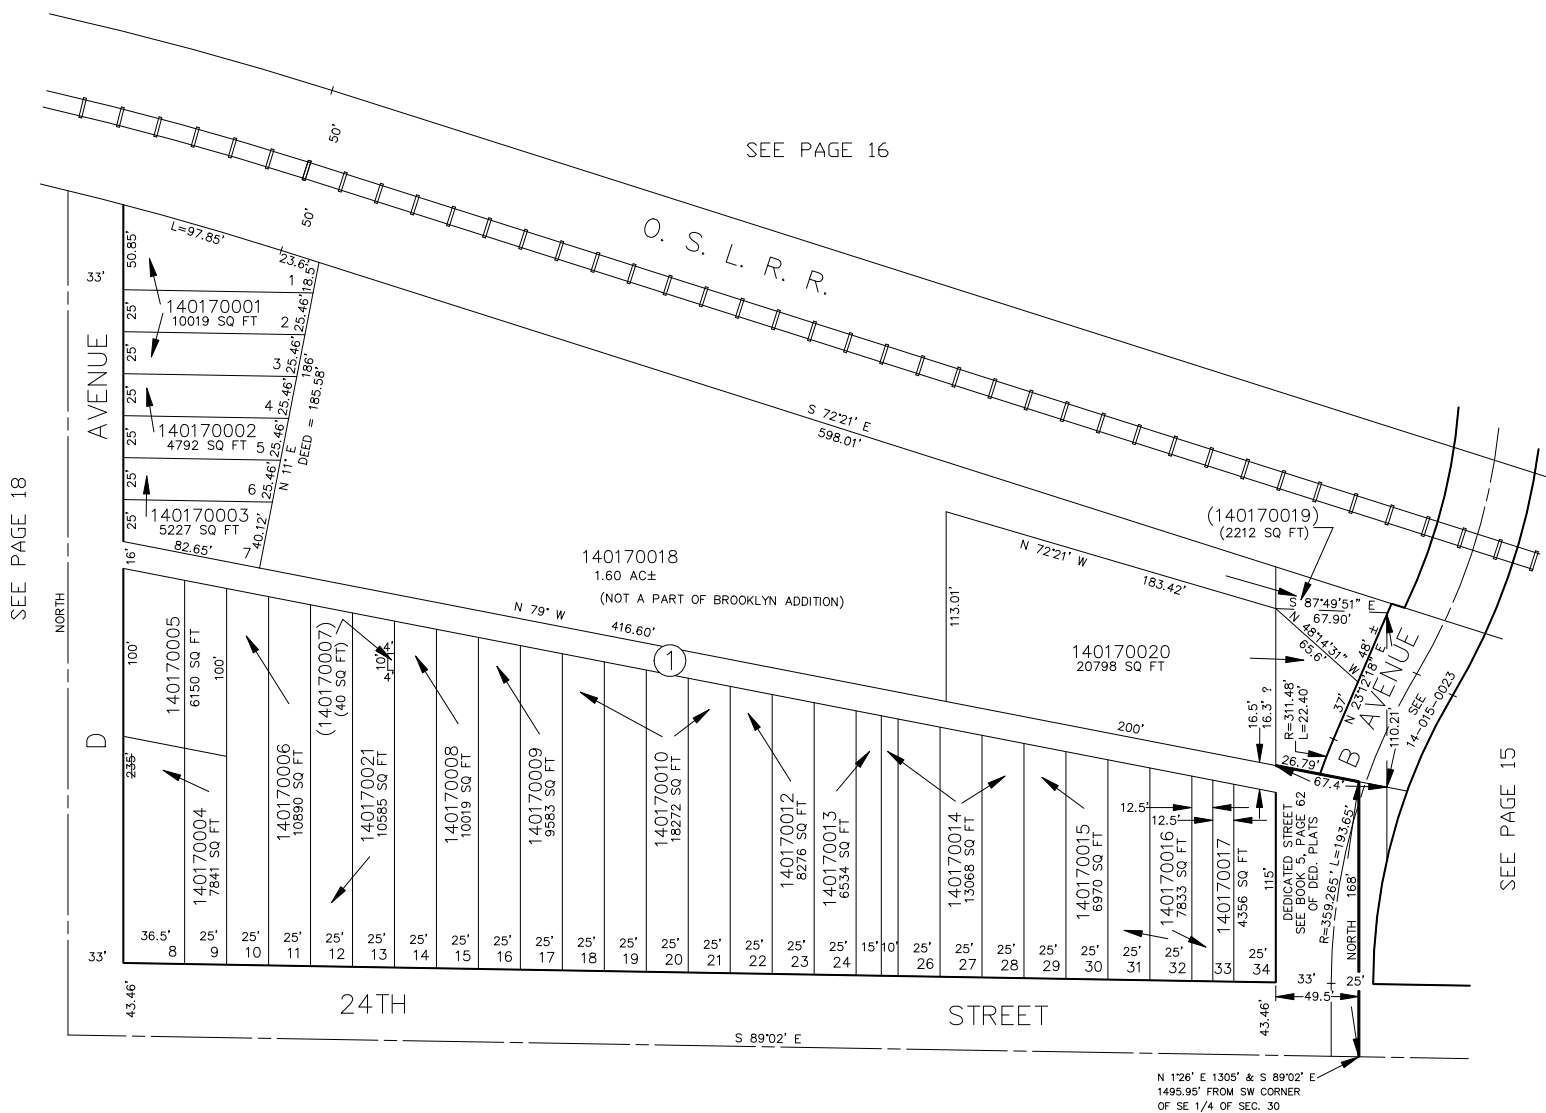 SEE PAGE 16
O. S. L. R. R.
50'
50'
L=97.85'
23.6'
18.5'
50.85'
33'
1
140170001
10019 SQ FT
25'
2
25.46'
25'
3
25.46'
186'
DEED = 185.58'
N 11° E
25'
4
25.46'
140170002
4792 SQ FT
25'
5
25.46'
25'
6
25.46'
140170003
5227 SQ FT
25'
7
40.12'
82.65'
16'
AVENUE
D
SEE PAGE 18
NORTH
S 72°21' E
598.01'
140170018
1.60 AC±
(NOT A PART OF BROOKLYN ADDITION)
N 79° W
416.60'
1
113.01'
N 72°21' W
183.42'
(140170019)
(2212 SQ FT)
S 87°49'51" E
67.90'
N 48°14'31" W
65.6'
140170020
20798 SQ FT
200'
16.5'
16.3' ?
R=311.48'
L=22.40'
37'
N 23°12'18" E
48' ±
B AVENUE
SEE
14-015-0023
110.21'
26.79'
67.4'
SEE PAGE 15
100'
235'
140170005
6150 SQ FT
100'
140170004
7841 SQ FT
140170006
10890 SQ FT
(140170007)
(40 SQ FT)
4'
10'
4'
140170021
10585 SQ FT
140170008
10019 SQ FT
140170009
9583 SQ FT
140170010
18272 SQ FT
140170012
8276 SQ FT
140170013
6534 SQ FT
140170014
13068 SQ FT
140170015
6970 SQ FT
12.5'
12.5'
140170016
7833 SQ FT
140170017
4356 SQ FT
115'
DEDICATED STREET
SEE BOOK 5, PAGE 62
OF DED. PLATS
R=359.265' L=193.65'
NORTH 168'
33'
36.5' 25' 25' 25' 25' 25' 25' 25' 25' 25' 25' 25' 25' 25' 25' 25' 25' 15' 10' 25' 25' 25' 25' 25' 25' 25' 25'
8 9 10 11 12 13 14 15 16 17 18 19 20 21 22 23 24 26 27 28 29 30 31 32 33 34
33' 25'
49.5'
43.46'
24TH STREET
43.46'
S 89°02' E
N 1°26' E 1305' & S 89°02' E
1495.95' FROM SW CORNER
OF SE 1/4 OF SEC. 30